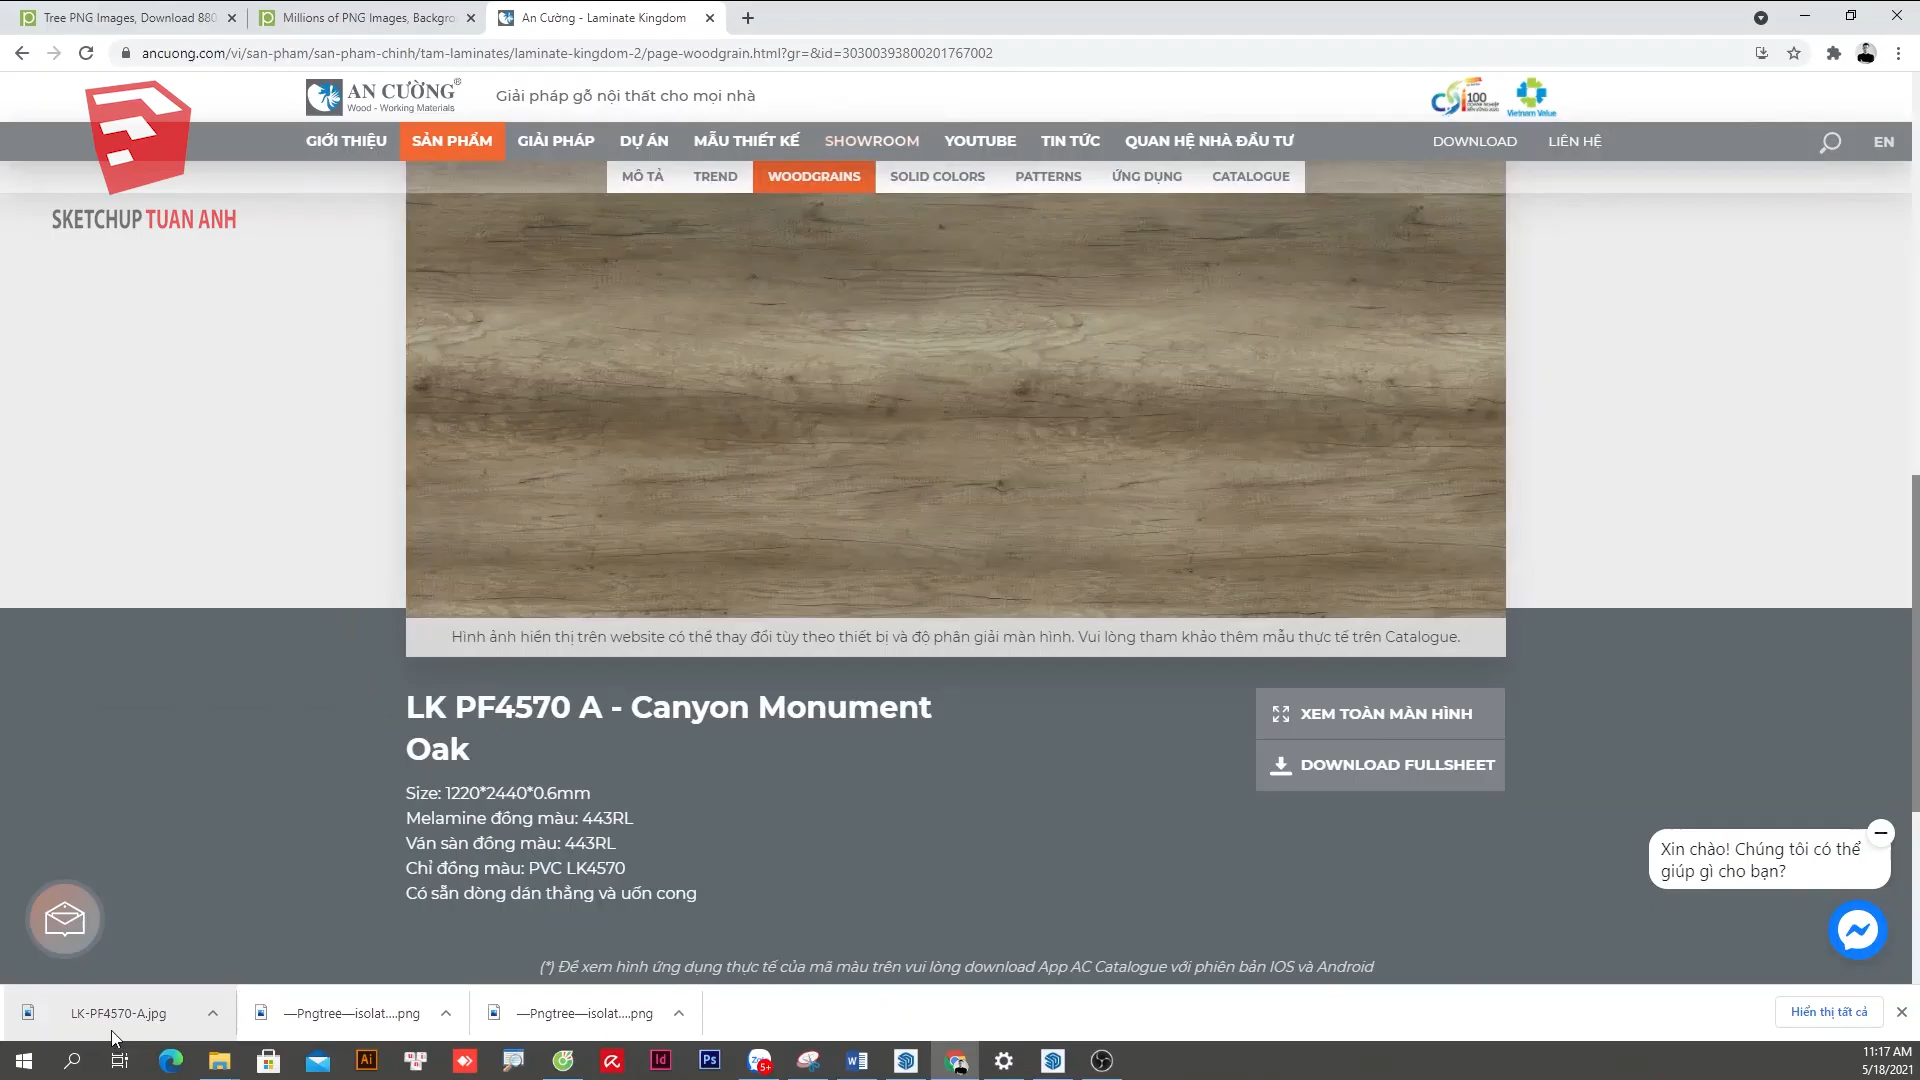 Tree PNG Images, Download 880
Millions of PNG Images, Backgro
An Cường - Laminate Kingdom
ancuong.com/vi/san-pham/san-pham-chinh/tam-laminates/laminate-kingdom-2/page-woodgrain.html?gr=&id=30300393800201767002
AN CƯỜNG®
Wood - Working Materials
Giải pháp gỗ nội thất cho mọi nhà
CSI 100
Vietnam Value
GIỚI THIỆU SẢN PHẨM GIẢI PHÁP DỰ ÁN MẪU THIẾT KẾ SHOWROOM YOUTUBE TIN TỨC QUAN HỆ NHÀ ĐẦU TƯ DOWNLOAD LIÊN HỆ EN
MÔ TẢ TREND WOODGRAINS SOLID COLORS PATTERNS ỨNG DỤNG CATALOGUE
SKETCHUP TUAN ANH
Hình ảnh hiển thị trên website có thể thay đổi tùy theo thiết bị và độ phân giải màn hình. Vui lòng tham khảo thêm mẫu thực tế trên Catalogue.
LK PF4570 A - Canyon Monument
Oak
XEM TOÀN MÀN HÌNH
DOWNLOAD FULLSHEET
Size: 1220*2440*0.6mm
Melamine đồng màu: 443RL
Ván sàn đồng màu: 443RL
Chỉ đồng màu: PVC LK4570
Có sẵn dòng dán thẳng và uốn cong
Xin chào! Chúng tôi có thể
giúp gì cho bạn?
(*) Để xem hình ứng dụng thực tế của mã màu trên vui lòng download App AC Catalogue với phiên bản IOS và Android
LK-PF4570-A.jpg
—Pngtree—isolat....png
—Pngtree—isolat....png
Hiển thị tất cả
Ai
Id
Ps
Zalo
5+
11:17 AM
5/18/2021